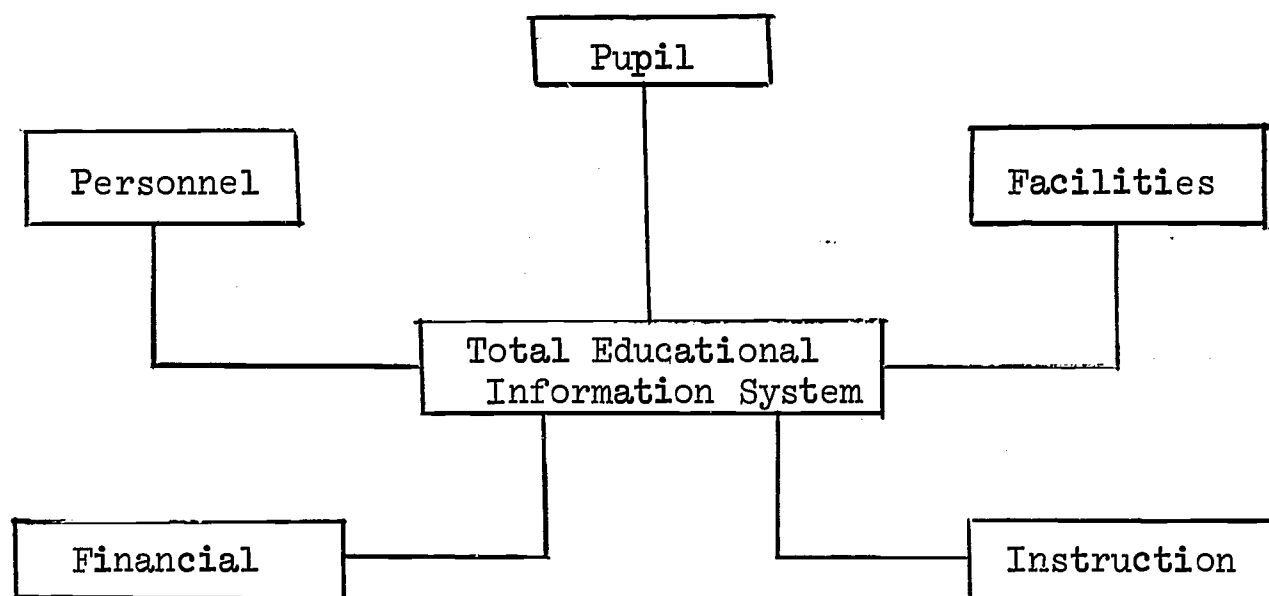 Pupil
Personnel
Facilities
Total Educational
Information System
Financial
Instruction